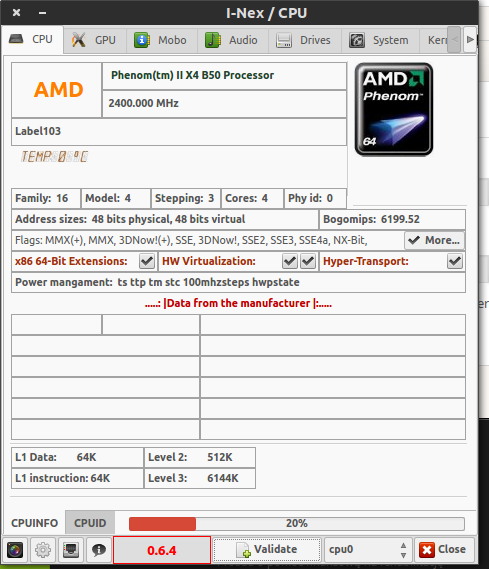 I-Nex / CPU
CPU GPU Mobo Audio Drives System Kern
AMD
Phenom(tm) II X4 B50 Processor
2400.000 MHz
Label103
TEMP: 0 ºC
AMD
Phenom™
64
Family: 16 Model: 4 Stepping: 3 Cores: 4 Phy id: 0
Address sizes: 48 bits physical, 48 bits virtual Bogomips: 6199.52
Flags: MMX(+), MMX, 3DNow!(+), SSE, 3DNow!, SSE2, SSE3, SSE4a, NX-Bit, More...
x86 64-Bit Extensions: HW Virtualization: Hyper-Transport:
Power mangament: ts ttp tm stc 100mhzsteps hwpstate
.....: |Data from the manufacturer |:.....
L1 Data: 64K Level 2: 512K
L1 instruction: 64K Level 3: 6144K
CPUINFO CPUID 20%
0.6.4 Validate cpu0 Close
er